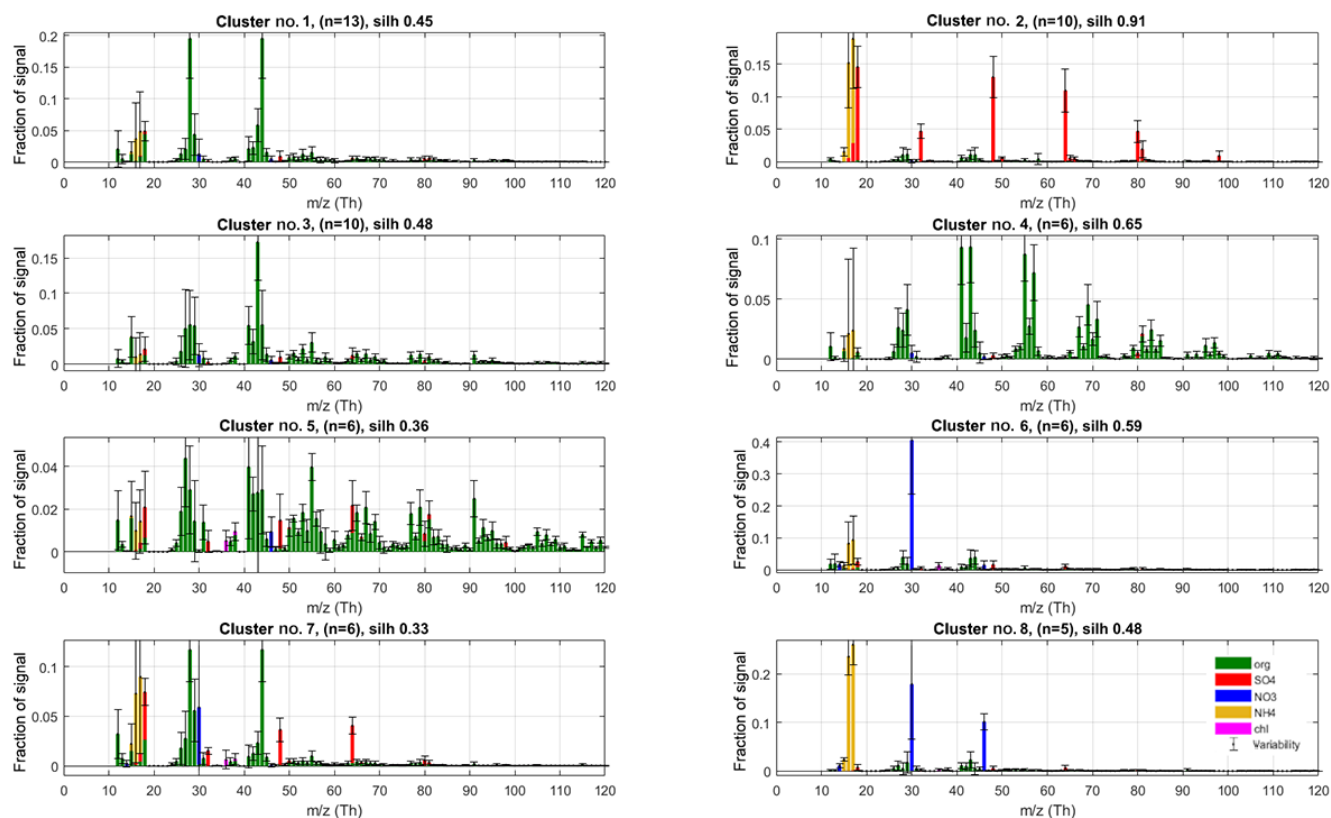 Cluster no. 1, (n=13), silh 0.45
Fraction of signal
0.2
0.15
0.1
0.05
0
0 10 20 30 40 50 60 70 80 90 100 110 120
m/z (Th)
Cluster no. 2, (n=10), silh 0.91
Fraction of signal
0.15
0.1
0.05
0
0 10 20 30 40 50 60 70 80 90 100 110 120
m/z (Th)
Cluster no. 3, (n=10), silh 0.48
Fraction of signal
0.15
0.1
0.05
0
0 10 20 30 40 50 60 70 80 90 100 110 120
m/z (Th)
Cluster no. 4, (n=6), silh 0.65
Fraction of signal
0.1
0.05
0
0 10 20 30 40 50 60 70 80 90 100 110 120
m/z (Th)
Cluster no. 5, (n=6), silh 0.36
Fraction of signal
0.04
0.02
0
0 10 20 30 40 50 60 70 80 90 100 110 120
m/z (Th)
Cluster no. 6, (n=6), silh 0.59
Fraction of signal
0.4
0.3
0.2
0.1
0
0 10 20 30 40 50 60 70 80 90 100 110 120
m/z (Th)
Cluster no. 7, (n=6), silh 0.33
Fraction of signal
0.1
0.05
0
0 10 20 30 40 50 60 70 80 90 100 110 120
m/z (Th)
Cluster no. 8, (n=5), silh 0.48
Fraction of signal
0.2
0.1
0
0 10 20 30 40 50 60 70 80 90 100 110 120
m/z (Th)
org
SO4
NO3
NH4
chl
Variability